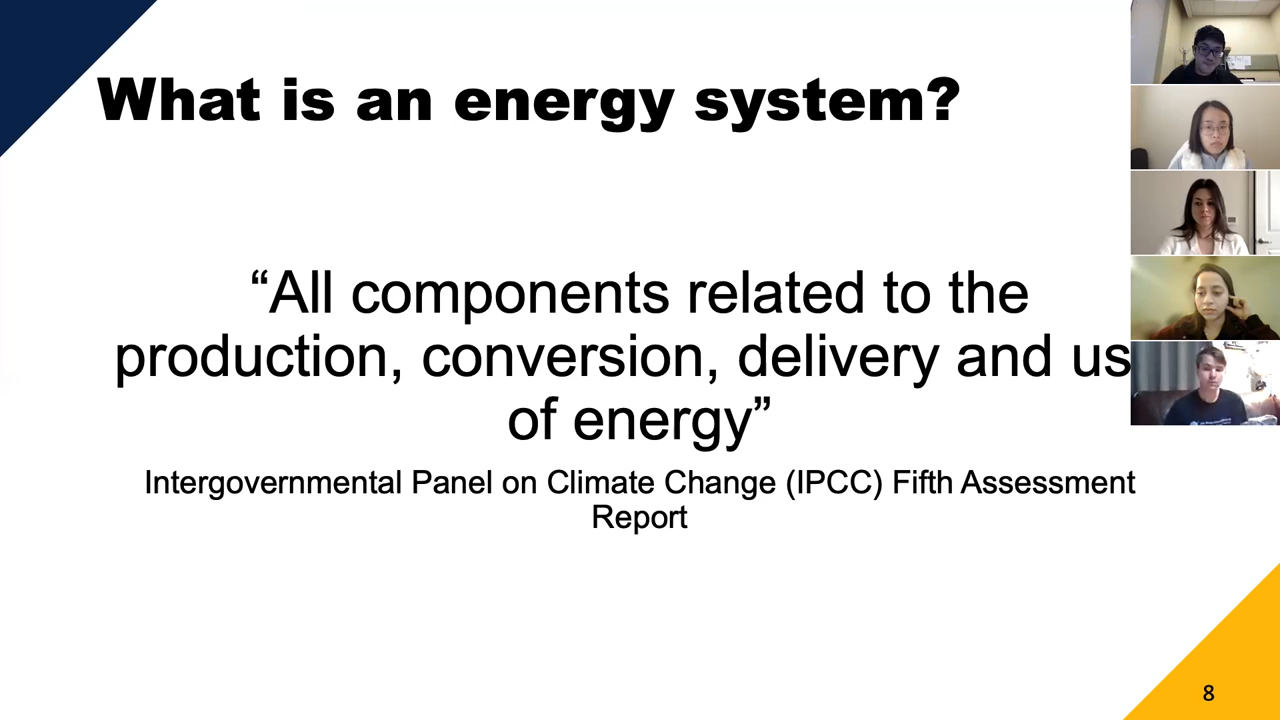 What is an energy system?
“All components related to the
production, conversion, delivery and us
of energy”
Intergovernmental Panel on Climate Change (IPCC) Fifth Assessment
Report
8